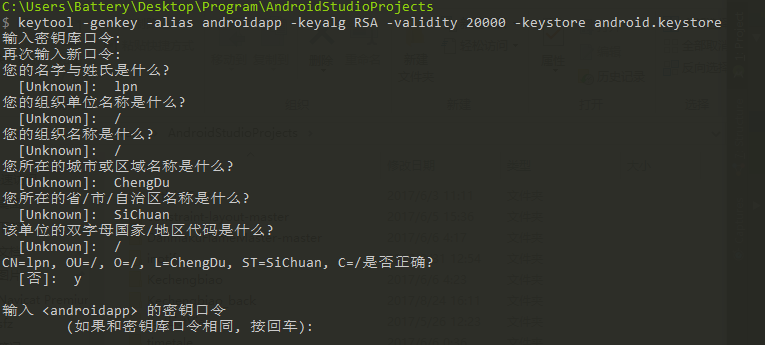 C:\Users\Battery\Desktop\Program\AndroidStudioProjects
$ keytool -genkey -alias androidapp -keyalg RSA -validity 20000 -keystore android.keystore
输入密钥库口令:
再次输入新口令:
您的名字与姓氏是什么?
[Unknown]: lpn
您的组织单位名称是什么?
[Unknown]: /
您的组织名称是什么?
[Unknown]: /
您所在的城市或区域名称是什么?
[Unknown]: ChengDu
您所在的省/市/自治区名称是什么?
[Unknown]: SiChuan
该单位的双字母国家/地区代码是什么?
[Unknown]: /
CN=lpn, OU=/, O=/, L=ChengDu, ST=SiChuan, C=/是否正确?
[否]: y
输入 <androidapp> 的密钥口令
(如果和密钥库口令相同, 按回车):